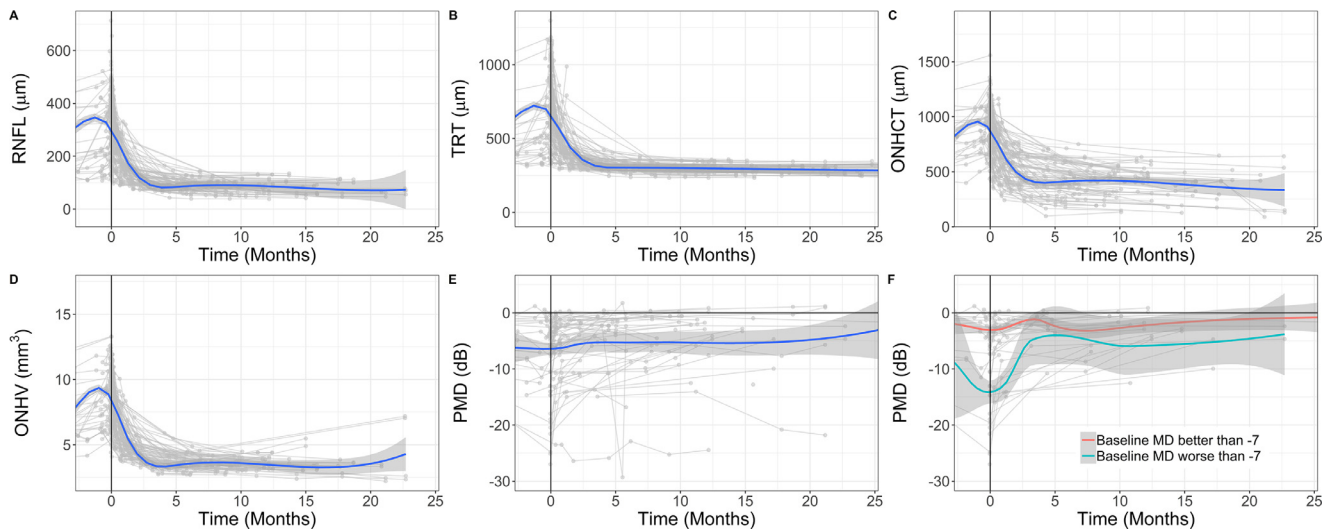 A
RNFL (μm)
600
400
200
0
0
5
10
15
20
25
Time (Months)
B
TRT (μm)
1000
500
0
0
5
10
15
20
25
Time (Months)
C
ONHCT (μm)
1500
1000
500
0
0
5
10
15
20
25
Time (Months)
D
ONHV (mm³)
15
10
5
0
5
10
15
20
25
Time (Months)
E
PMD (dB)
0
-10
-20
-30
0
5
10
15
20
25
Time (Months)
F
PMD (dB)
0
-10
-20
-30
0
5
10
15
20
25
Time (Months)
Baseline MD better than -7
Baseline MD worse than -7